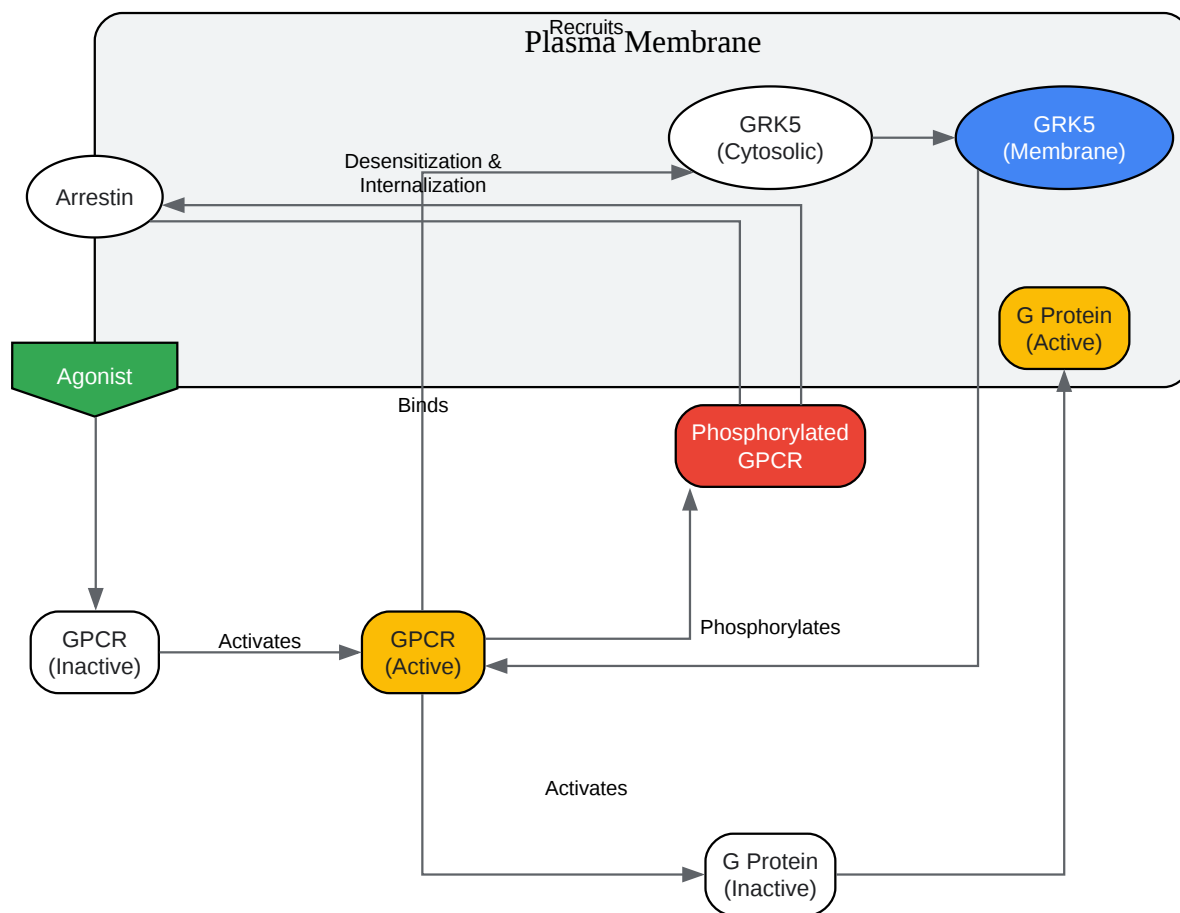 Recruits
Plasma Membrane
GRK5
(Cytosolic)
GRK5
(Membrane)
Desensitization &
Internalization
Arrestin
G Protein
(Active)
Agonist
Binds
Phosphorylated
GPCR
GPCR
(Inactive)
Activates
GPCR
(Active)
Phosphorylates
Activates
G Protein
(Inactive)